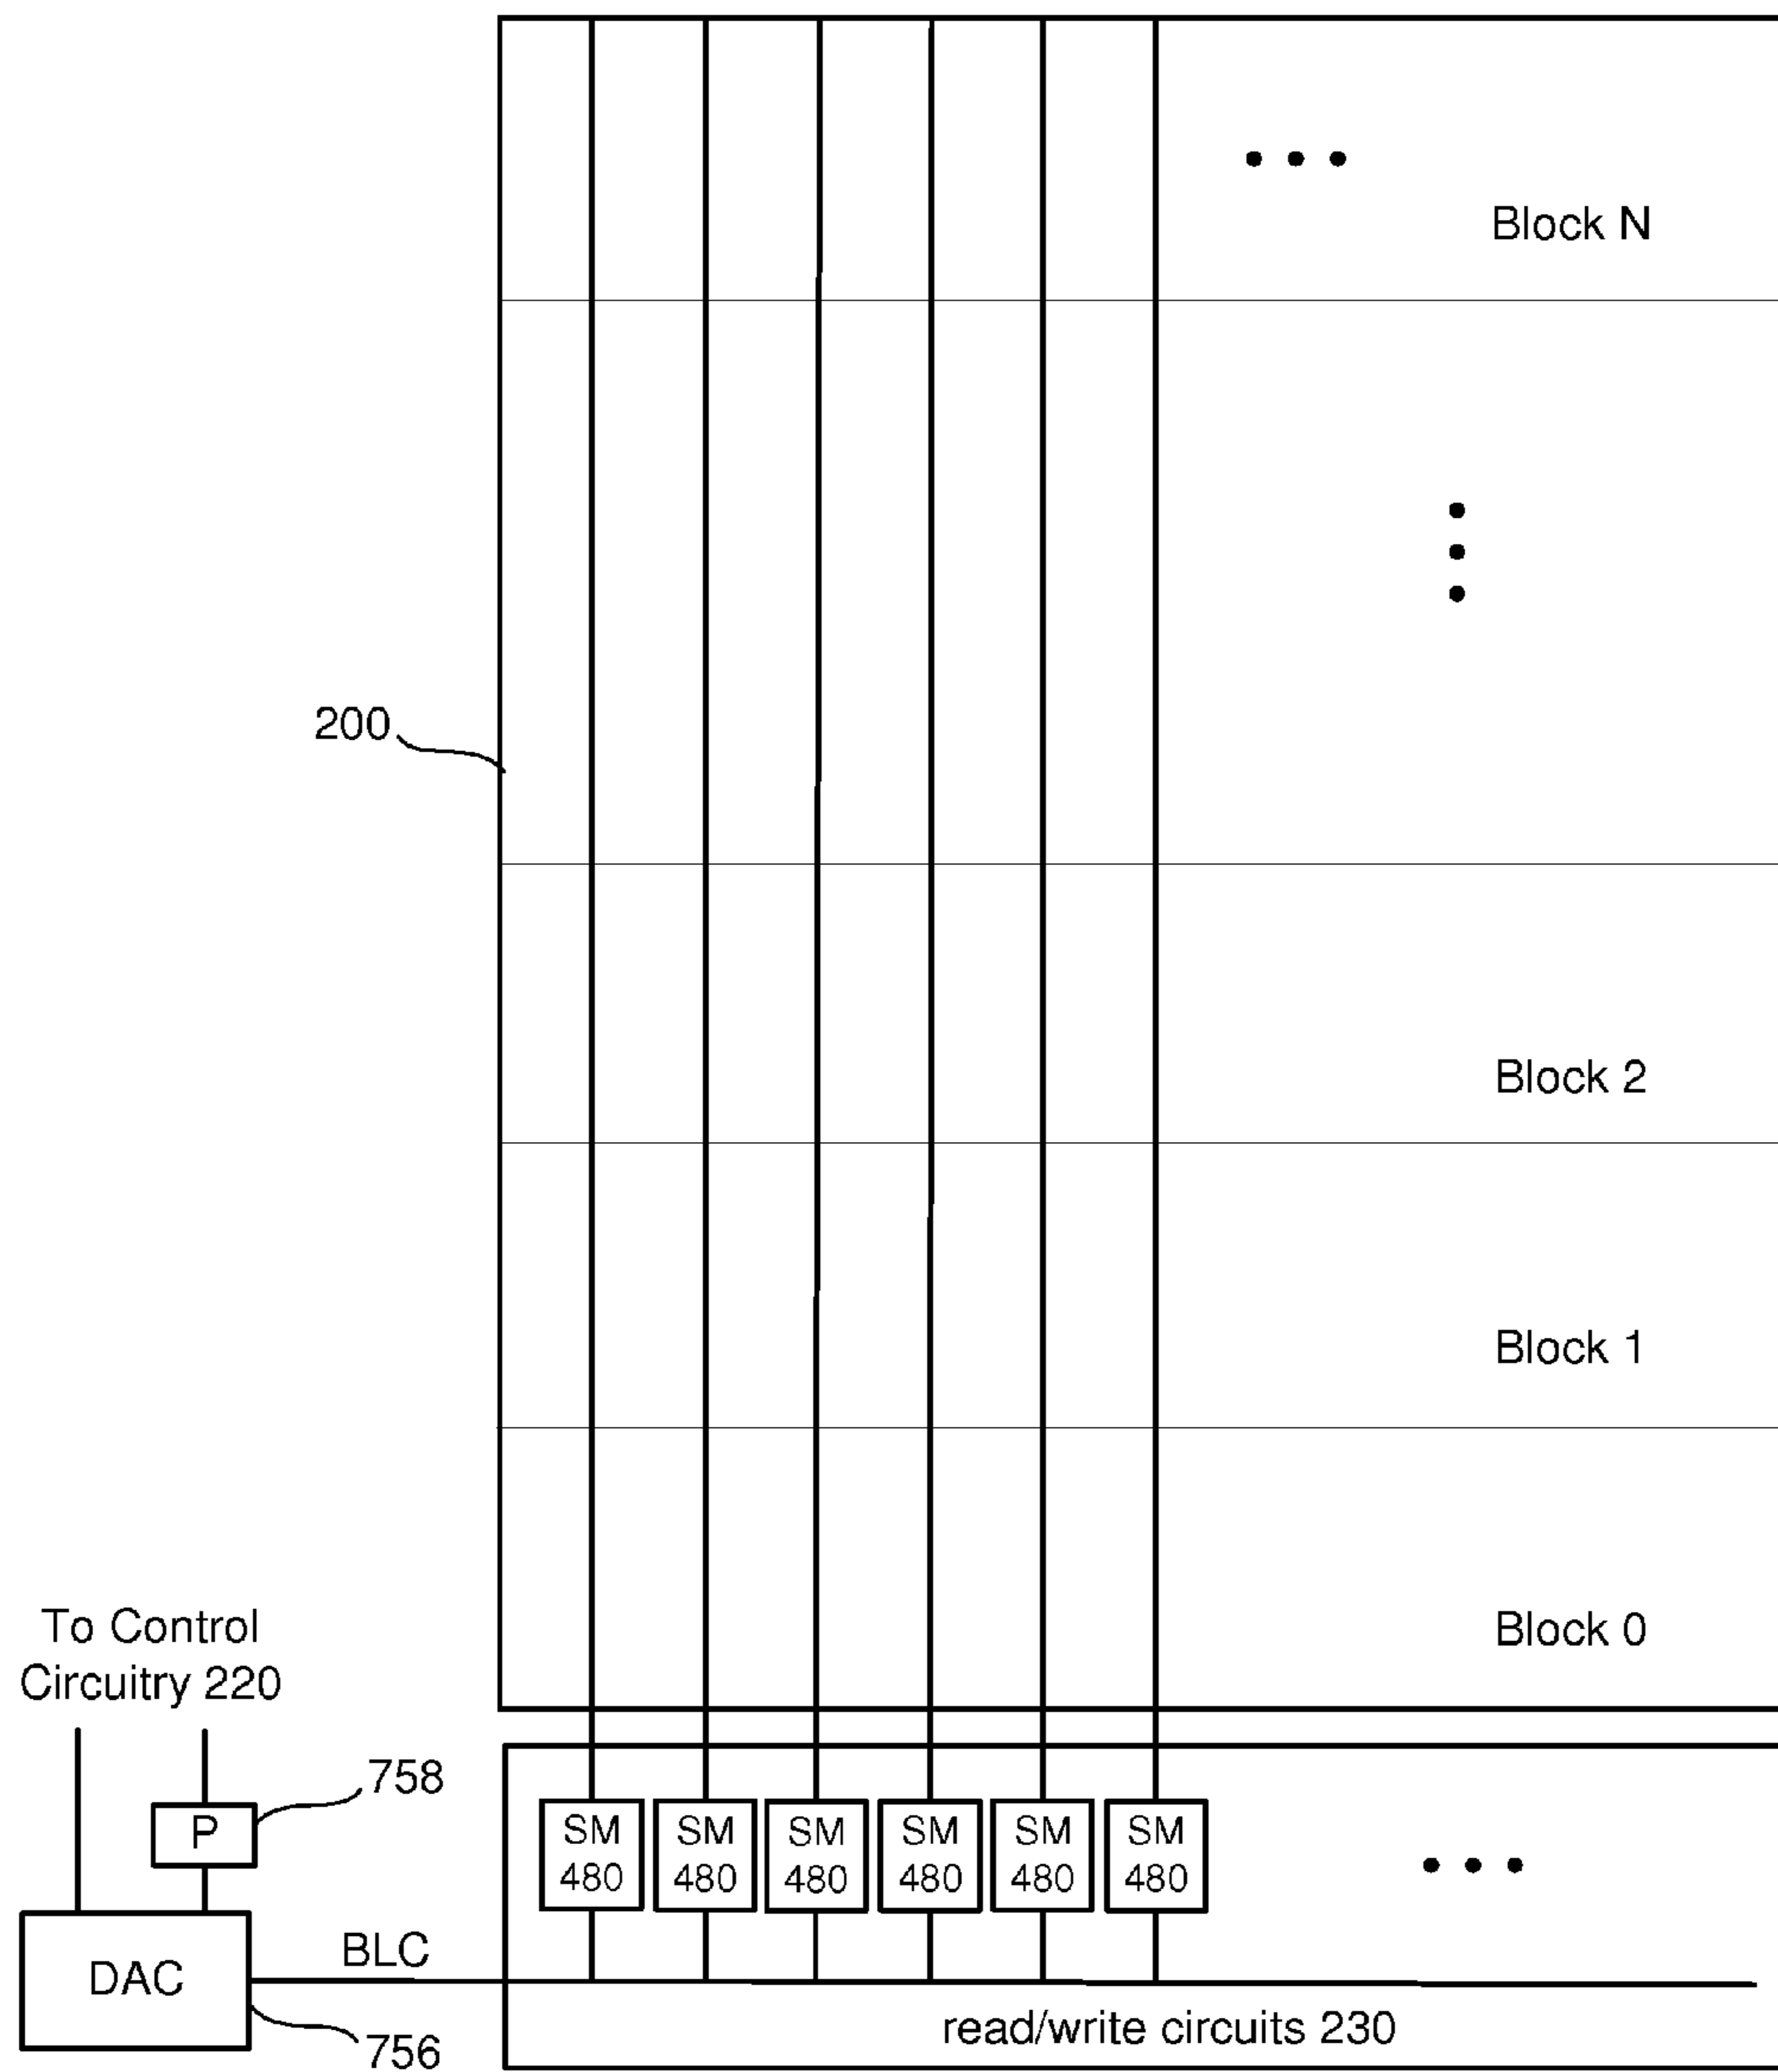 Block N
200
Block 2
Block 1
Block 0
To Control
Circuitry 220
758
P
SM SM SM SM SM SM
480 480 480 480 480 480
BLC
DAC
read/write circuits 230
756